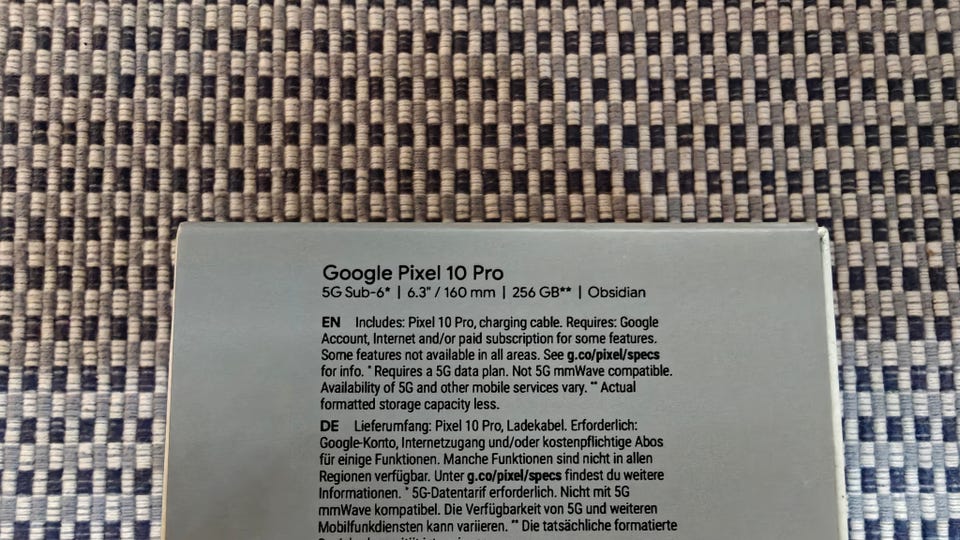 Google Pixel 10 Pro
5G Sub-6* | 6.3" / 160 mm | 256 GB** | Obsidian
EN Includes: Pixel 10 Pro, charging cable. Requires: Google
Account, Internet and/or paid subscription for some features.
Some features not available in all areas. See g.co/pixel/specs
for info. * Requires a 5G data plan. Not 5G mmWave compatible.
Availability of 5G and other mobile services vary. ** Actual
formatted storage capacity less.
DE Lieferumfang: Pixel 10 Pro, Ladekabel. Erforderlich:
Google-Konto, Internetzugang und/oder kostenpflichtige Abos
für einige Funktionen. Manche Funktionen sind nicht in allen
Regionen verfügbar. Unter g.co/pixel/specs findest du weitere
Informationen. * 5G-Datentarif erforderlich. Nicht mit 5G
mmWave kompatibel. Die Verfügbarkeit von 5G und weiteren
Mobilfunkdiensten kann variieren. ** Die tatsächliche formatierte